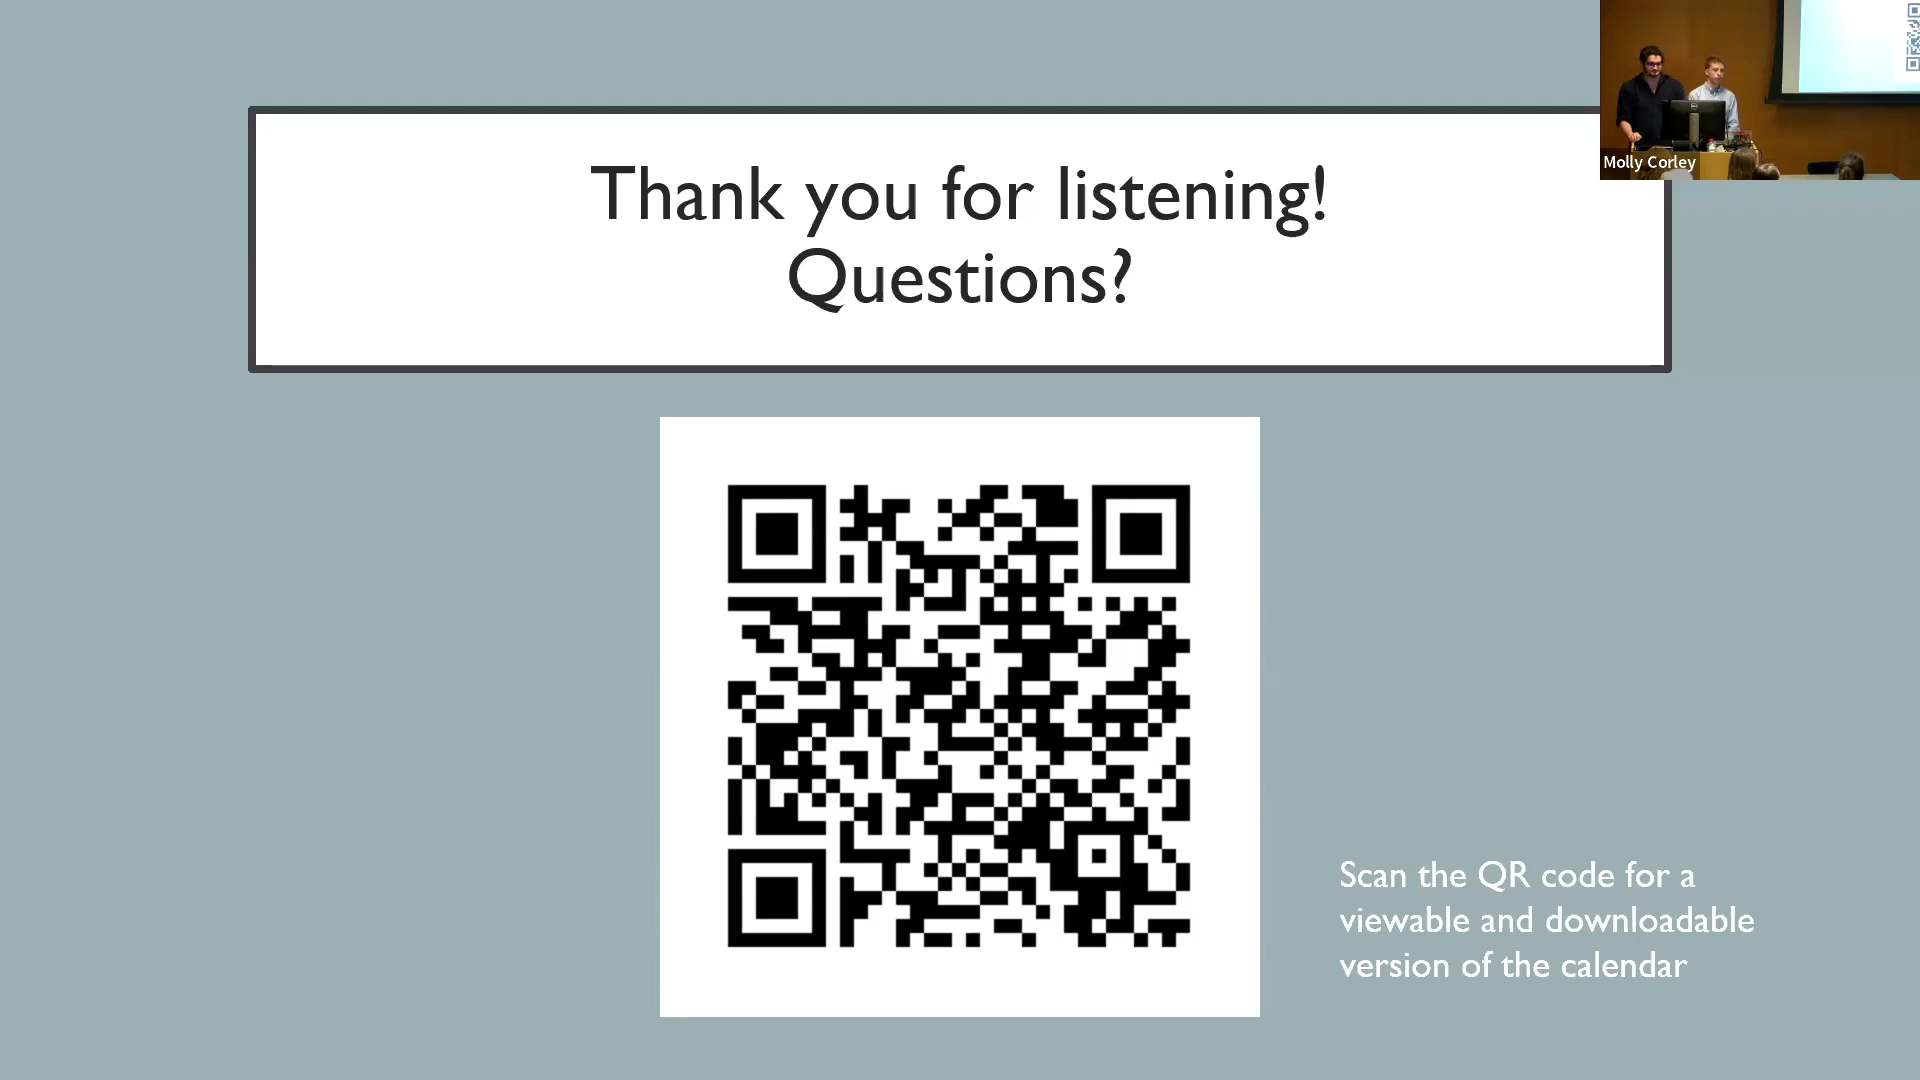 Thank you for listening!
Questions?
Molly Corley
Scan the QR code for a
viewable and downloadable
version of the calendar